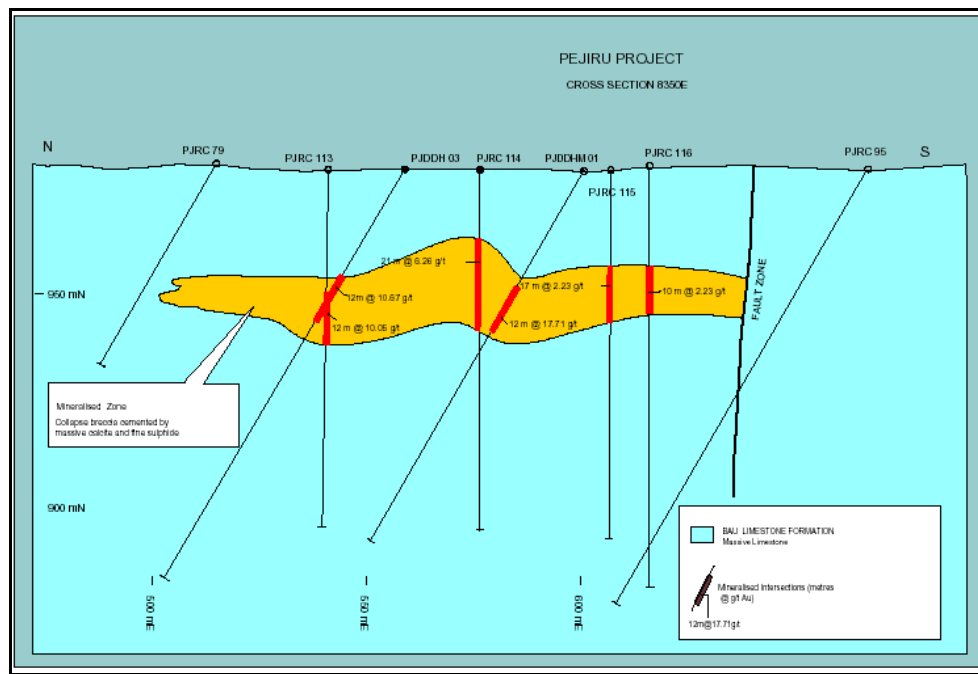 PEJIRU PROJECT
CROSS SECTION 8350E
N
PJRC 79
PJRC 113
PJDDH 03
PJRC 114
PJDDHM 01
PJRC 115
PJRC 116
PJRC 95
S
21 m @ 6.26 g/t
17 m @ 2.23 g/t
10 m @ 2.23 g/t
950 mN
12m @ 10.67 g/t
12 m @ 10.05 g/t
12 m @ 17.71 g/t
FAULT ZONE
Mineralised Zone
Collapse breccia cemented by
massive calcite and fine sulphide
900 mN
BAU LIMESTONE FORMATION
Massive Limestone
Mineralised Intersections (metres
@ g/t Au)
12m@17.71g/t
500 mE
550 mE
600 mE